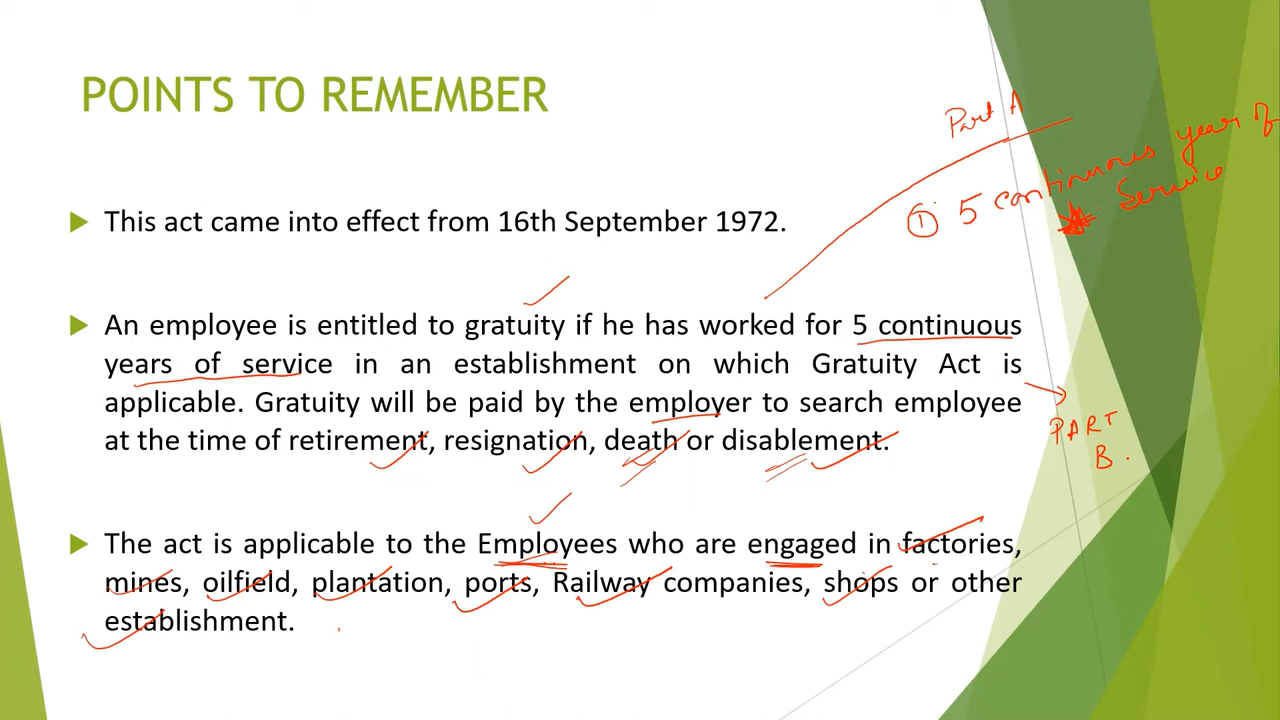 POINTS TO REMEMBER
Part A
① 5 continuous year of
Service
This act came into effect from 16th September 1972.
An employee is entitled to gratuity if he has worked for 5 continuous
years of service in an establishment on which Gratuity Act is
applicable. Gratuity will be paid by the employer to search employee
at the time of retirement, resignation, death or disablement.
PART
B.
The act is applicable to the Employees who are engaged in factories,
mines, oilfield, plantation, ports, Railway companies, shops or other
establishment.